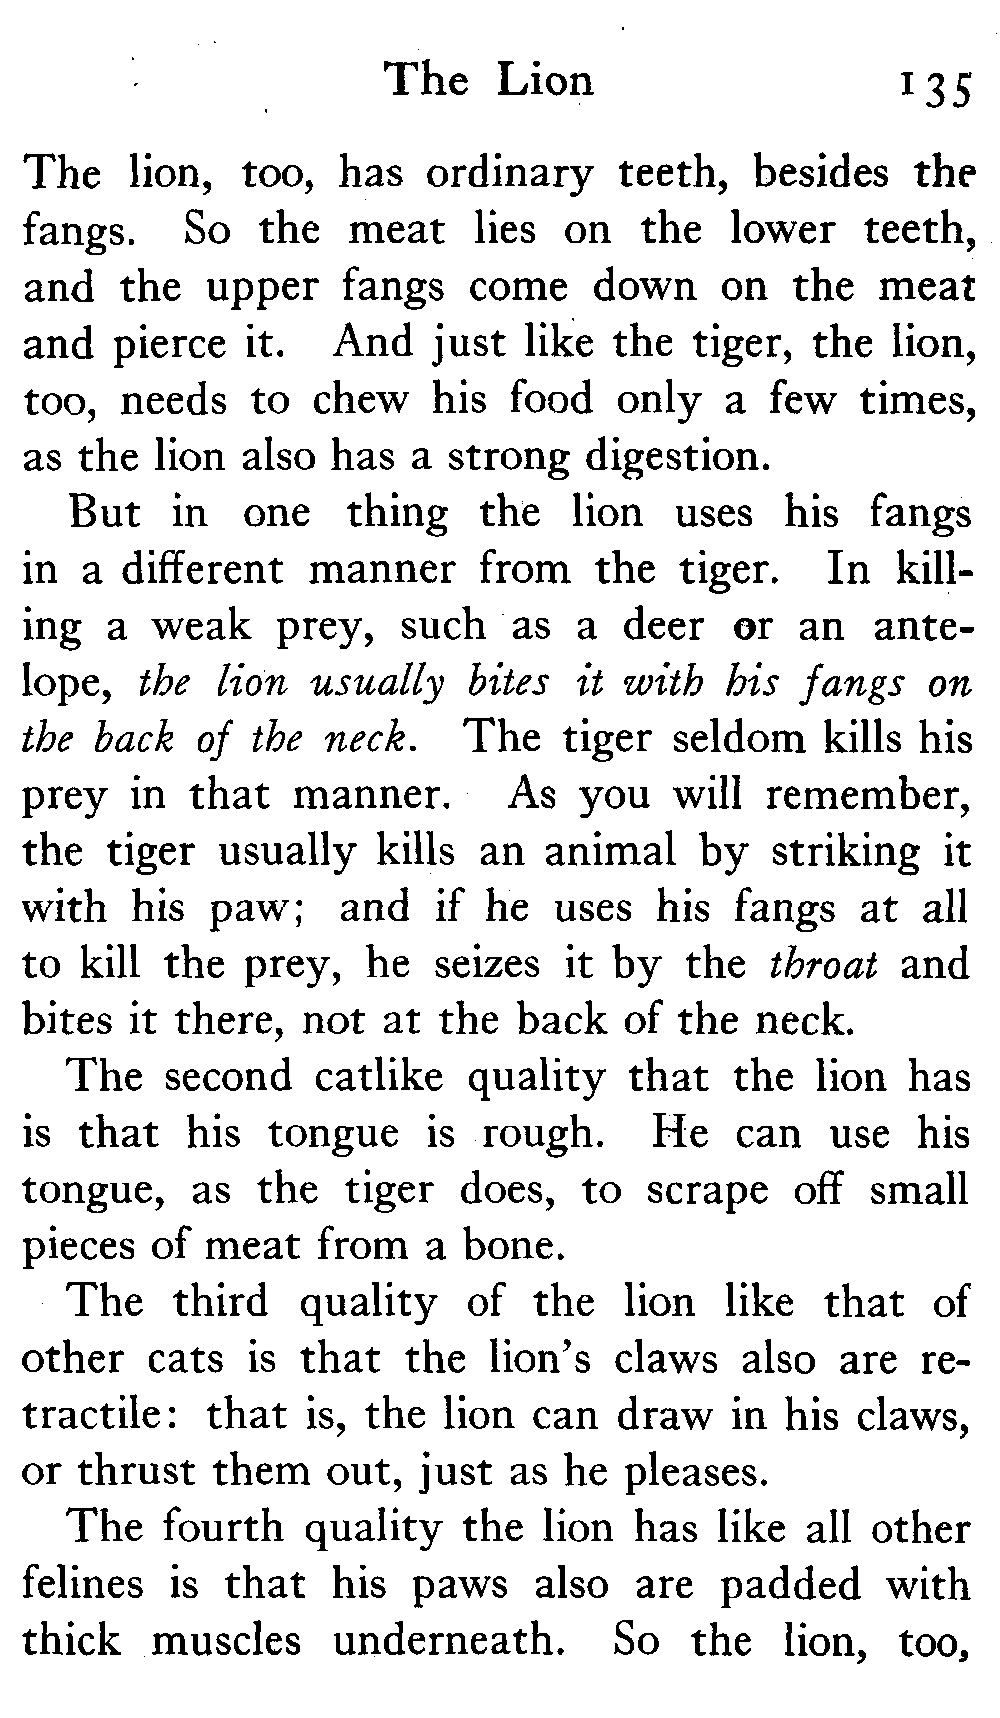 The Lion 135
The lion, too, has ordinary teeth, besides the
fangs. So the meat lies on the lower teeth,
and the upper fangs come down on the meat
and pierce it. And just like the tiger, the lion,
too, needs to chew his food only a few times,
as the lion also has a strong digestion.
But in one thing the lion uses his fangs
in a different manner from the tiger. In kill-
ing a weak prey, such as a deer or an ante-
lope, the lion usually bites it with his fangs on
the back of the neck. The tiger seldom kills his
prey in that manner. As you will remember,
the tiger usually kills an animal by striking it
with his paw; and if he uses his fangs at all
to kill the prey, he seizes it by the throat and
bites it there, not at the back of the neck.
The second catlike quality that the lion has
is that his tongue is rough. He can use his
tongue, as the tiger does, to scrape off small
pieces of meat from a bone.
The third quality of the lion like that of
other cats is that the lion's claws also are re-
tractile: that is, the lion can draw in his claws,
or thrust them out, just as he pleases.
The fourth quality the lion has like all other
felines is that his paws also are padded with
thick muscles underneath. So the lion, too,